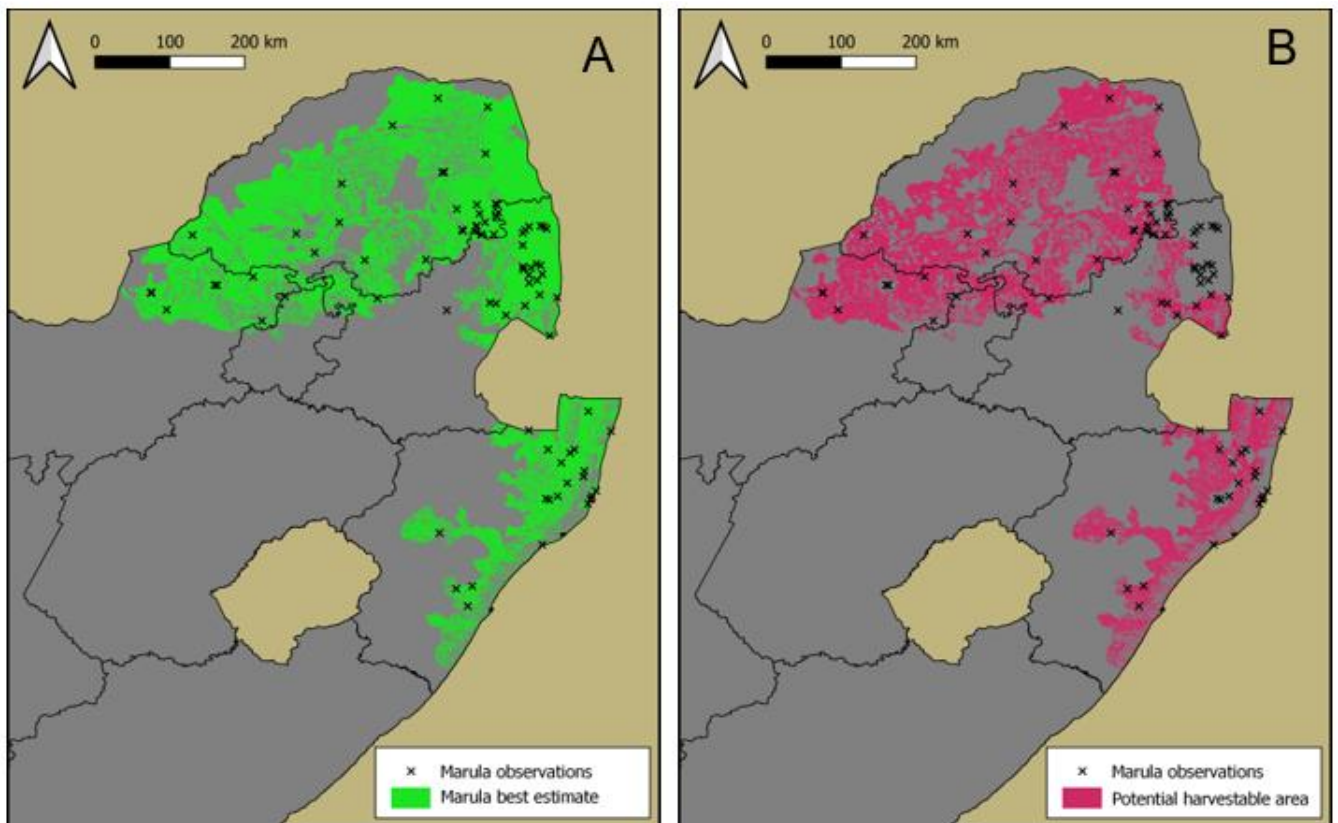 0 100 200 km
A
Marula observations
Marula best estimate
0 100 200 km
B
Marula observations
Potential harvestable area